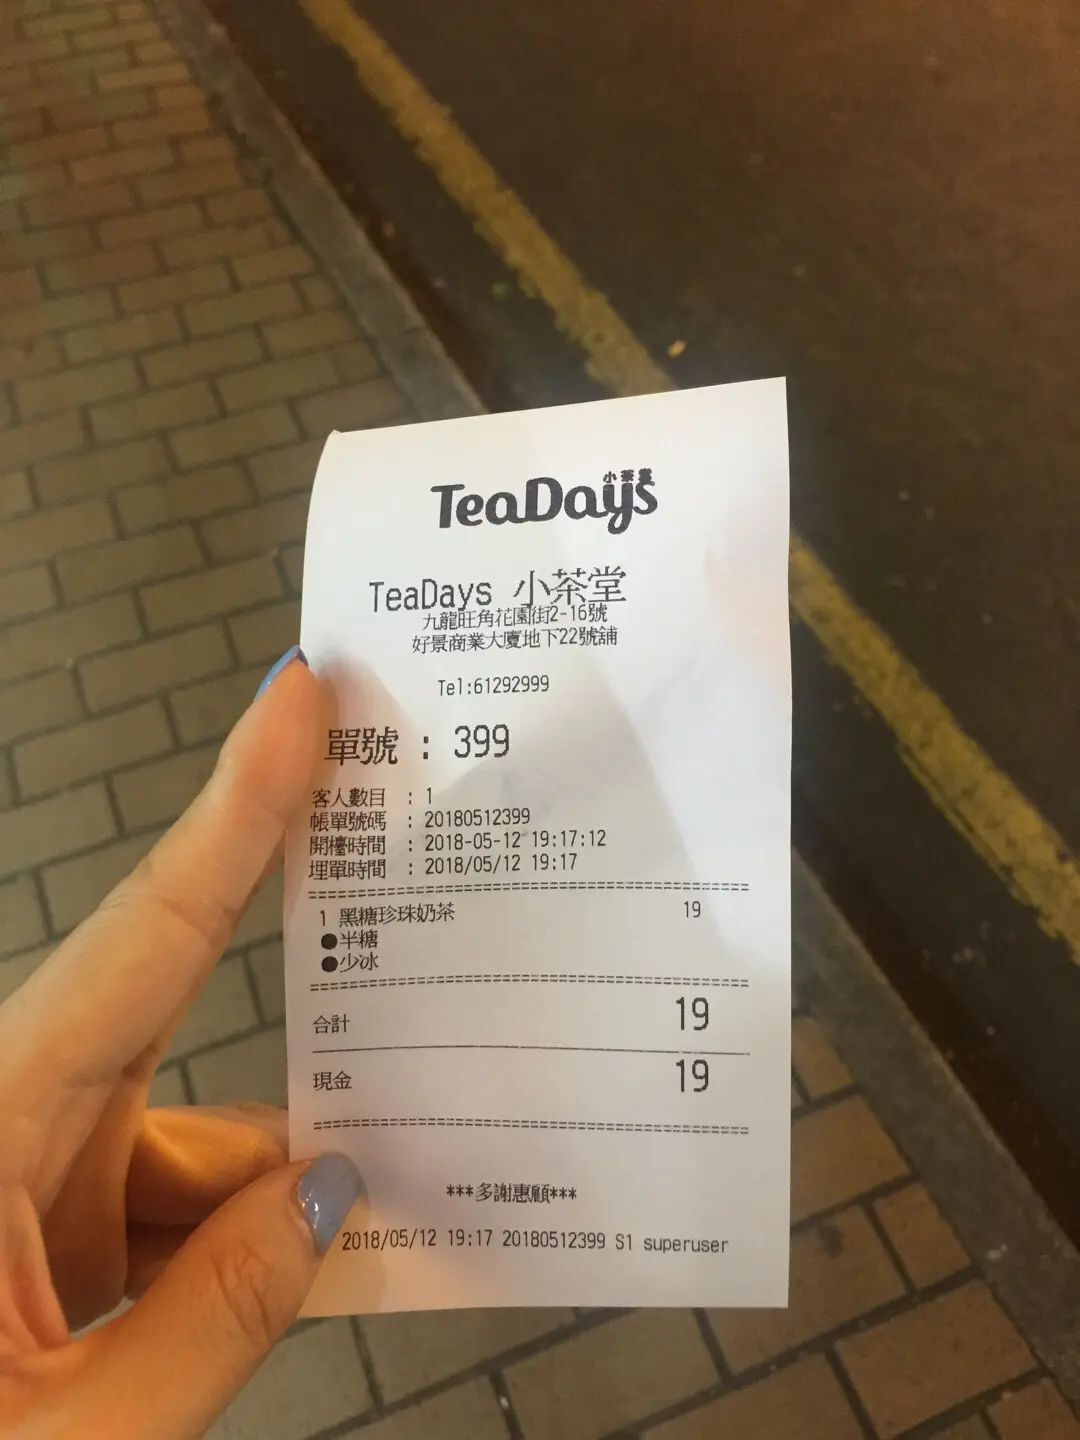 小茶堂
TeaDays
TeaDays 小茶堂
九龍旺角花園街2-16號
好景商業大廈地下22號舖
Tel:61292999
單號 : 399
客人數目 : 1
帳單號碼 : 20180512399
開檯時間 : 2018-05-12 19:17:12
埋單時間 : 2018/05/12 19:17
1 黑糖珍珠奶茶 19
●半糖
●少冰
合計 19
現金 19
***多謝惠顧***
2018/05/12 19:17 20180512399 S1 superuser